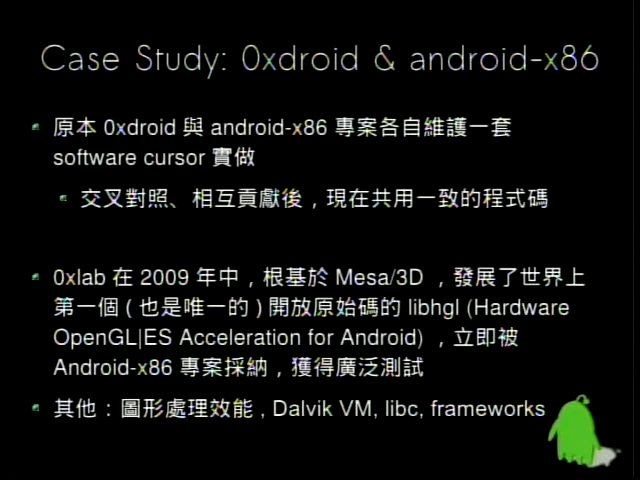 Case Study: 0xdroid & android-x86
原本 0xdroid 與 android-x86 專案各自維護一套
software cursor 實做
交叉對照、相互貢獻後，現在共用一致的程式碼
0xlab 在 2009 年中，根基於 Mesa/3D ，發展了世界上
第一個 ( 也是唯一的 ) 開放原始碼的 libhgl (Hardware
OpenGL|ES Acceleration for Android) ，立即被
Android-x86 專案採納，獲得廣泛測試
其他：圖形處理效能 , Dalvik VM, libc, frameworks